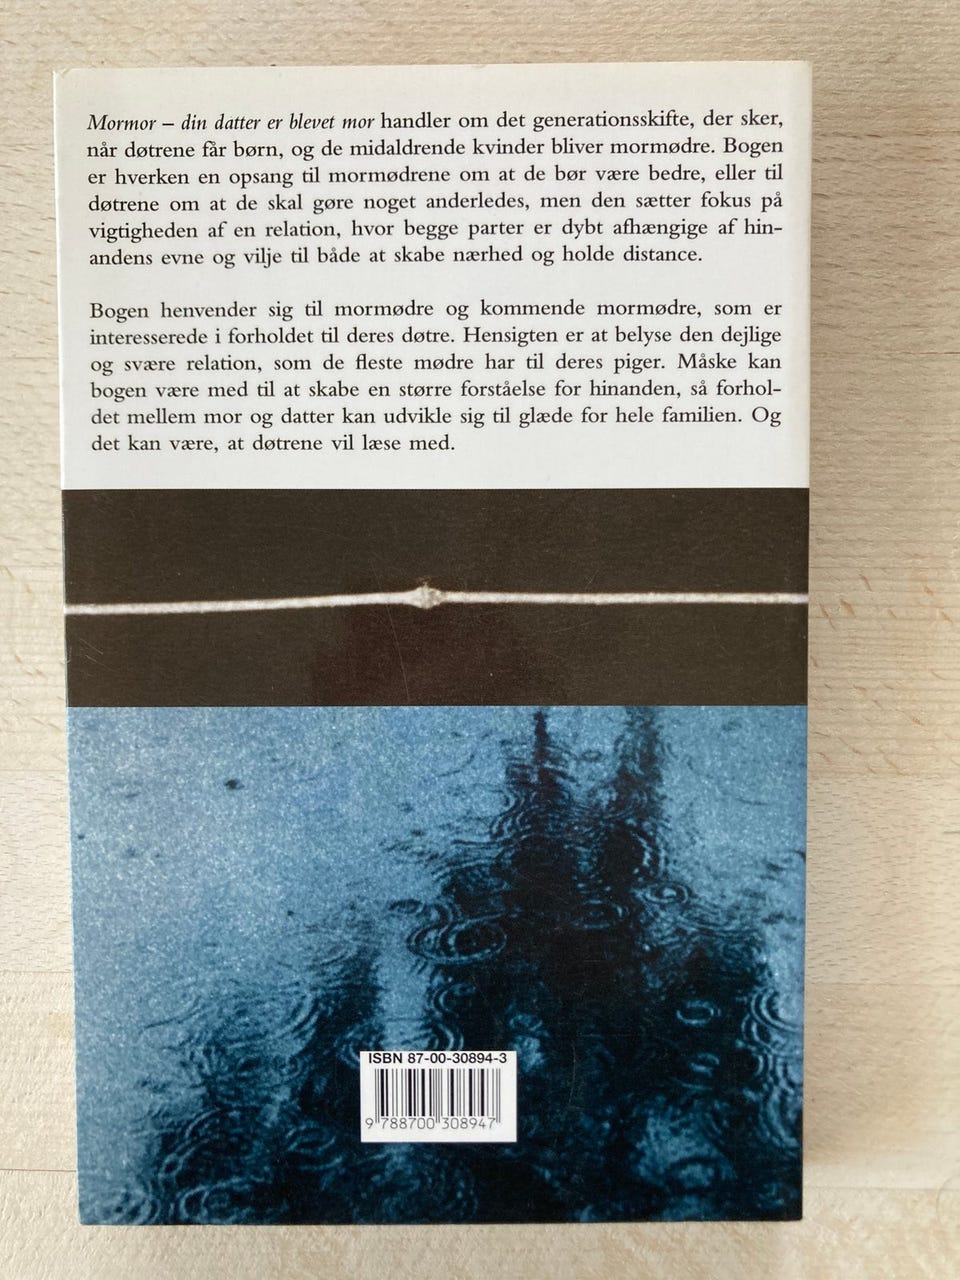 Mormor – din datter er blevet mor handler om det generationsskifte, der sker,
når døtrene får børn, og de midaldrende kvinder bliver mormødre. Bogen
er hverken en opsang til mormødrene om at de bør være bedre, eller til
døtrene om at de skal gøre noget anderledes, men den sætter fokus på
vigtigheden af en relation, hvor begge parter er dybt afhængige af hin-
andens evne og vilje til både at skabe nærhed og holde distance.
Bogen henvender sig til mormødre og kommende mormødre, som er
interesserede i forholdet til deres døtre. Hensigten er at belyse den dejlige
og svære relation, som de fleste mødre har til deres piger. Måske kan
bogen være med til at skabe en større forståelse for hinanden, så forhol-
det mellem mor og datter kan udvikle sig til glæde for hele familien. Og
det kan være, at døtrene vil læse med.
ISBN 87-00-30894-3
9 788700 308947